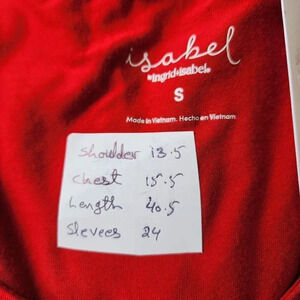 isabel
by ingrid+isabel®
S
Made in Vietnam. Hecho en Vietnam.
Shoulder 13.5
chest 15.5
Length 40.5
Slevees 24